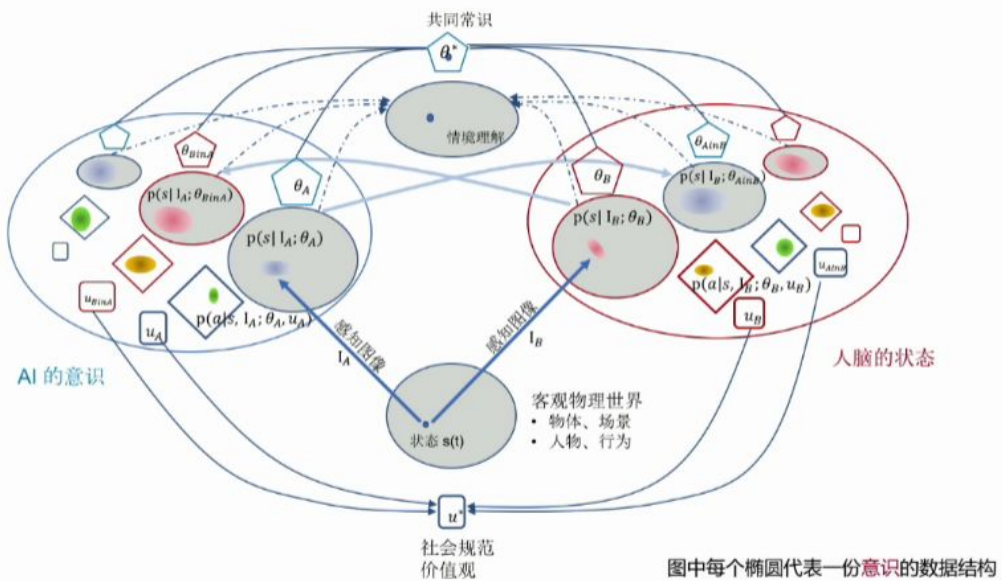 共同常识
θ*
情境理解
θ_BinA
θ_A
θ_B
θ_AinB
p(s| I_A; θ_BinA)
p(s| I_A; θ_A)
p(s| I_B; θ_B)
p(s| I_B; θ_AinB)
p(a|s, I_A; θ_A, u_A)
p(a|s, I_B; θ_B, u_B)
u_BinA
u_A
u_B
u_AinB
感知图像
I_A
感知图像
I_B
AI 的意识
人脑的状态
状态 s(t)
客观物理世界
• 物体、场景
• 人物、行为
u*
社会规范
价值观
图中每个椭圆代表一份意识的数据结构